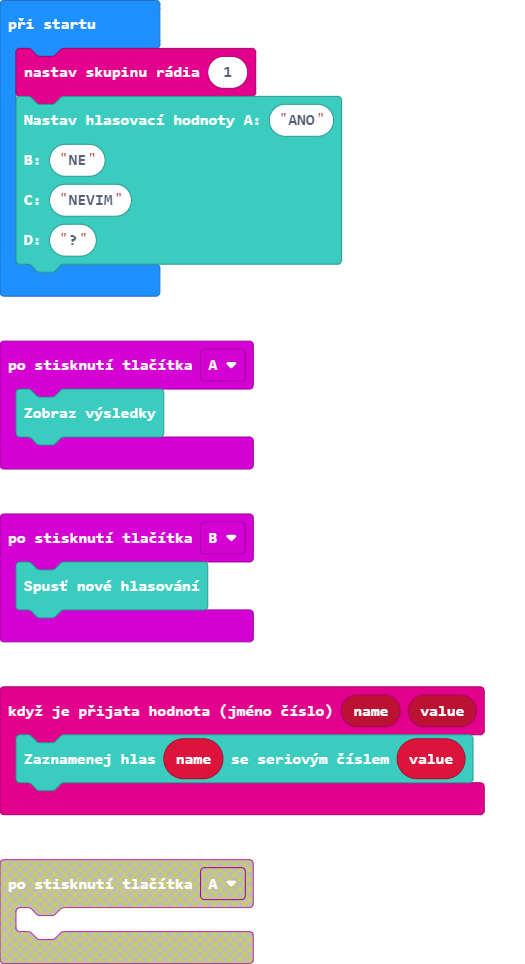 při startu
nastav skupinu rádia 1
Nastav hlasovací hodnoty A: "ANO"
B: "NE"
C: "NEVIM"
D: "?"
po stisknutí tlačítka A
Zobraz výsledky
po stisknutí tlačítka B
Spusť nové hlasování
když je přijata hodnota (jméno číslo) name value
Zaznamenej hlas name se seriovým číslem value
po stisknutí tlačítka A